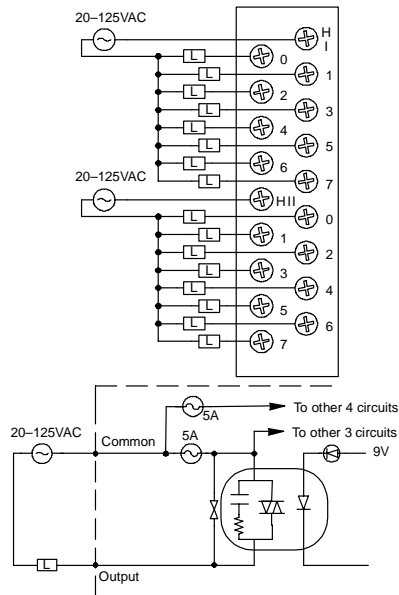 20–125VAC
H
I
L
0
L
1
L
2
L
3
L
4
L
5
L
6
L
7
20–125VAC
HII
L
0
L
1
L
2
L
3
L
4
L
5
L
6
L
7
5A
To other 4 circuits
20–125VAC
Common
5A
To other 3 circuits
9V
L
Output